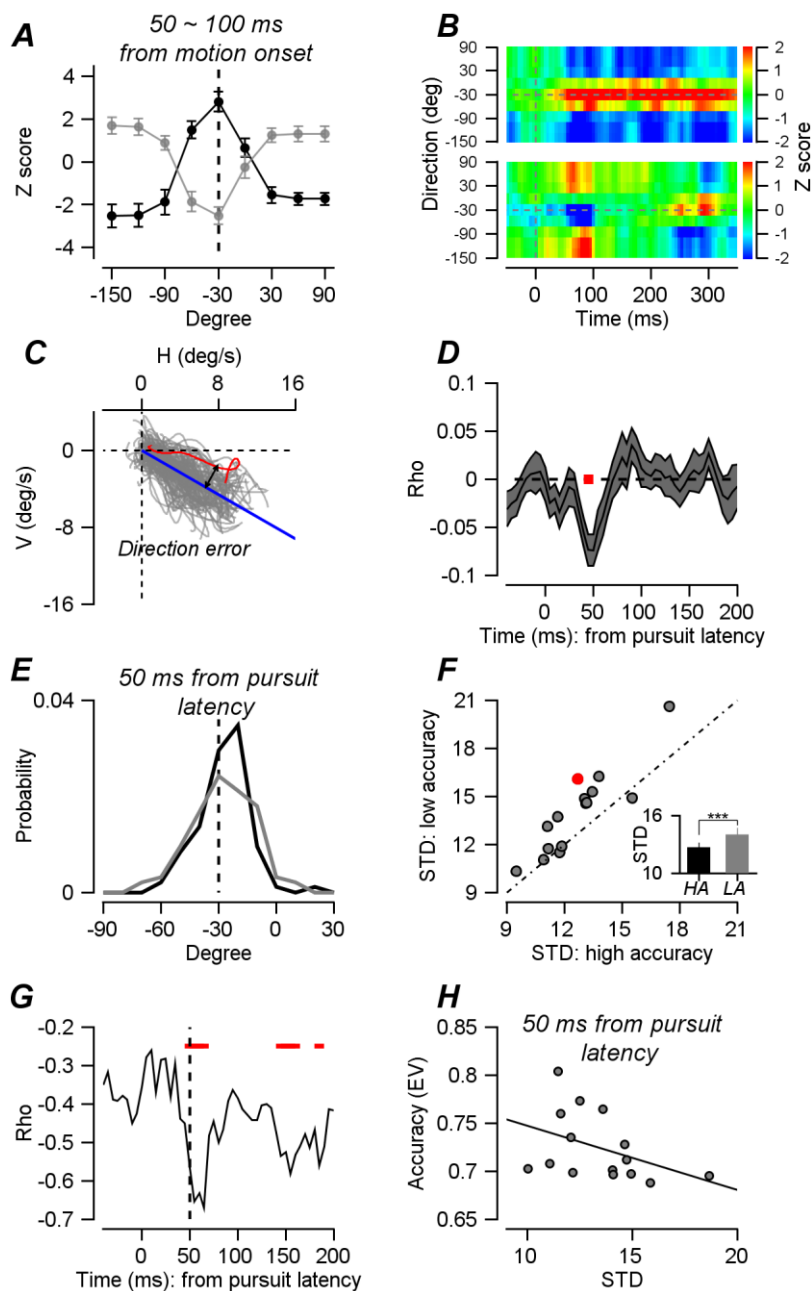 A
50 ~ 100 ms
from motion onset
Z score
4
2
0
-2
-4
-150
-90
-30
30
90
Degree
B
Direction (deg)
90
30
-30
-90
-150
2
1
0
-1
-2
90
30
-30
-90
-150
2
1
0
-1
-2
Z score
0
100
200
300
Time (ms)
C
H (deg/s)
0
8
16
V (deg/s)
0
-8
-16
Direction error
D
Rho
0.1
0.05
0
-0.05
-0.1
0
50
100
150
200
Time (ms): from pursuit latency
E
50 ms from pursuit
latency
Probability
0.04
0
-90
-60
-30
0
30
Degree
F
STD: low accuracy
21
18
15
12
9
9
12
15
18
21
STD: high accuracy
STD
16
10
***
HA
LA
G
Rho
-0.2
-0.3
-0.4
-0.5
-0.6
-0.7
0
50
100
150
200
Time (ms): from pursuit latency
H
50 ms from pursuit
latency
Accuracy (EV)
0.85
0.75
0.65
10
15
20
STD